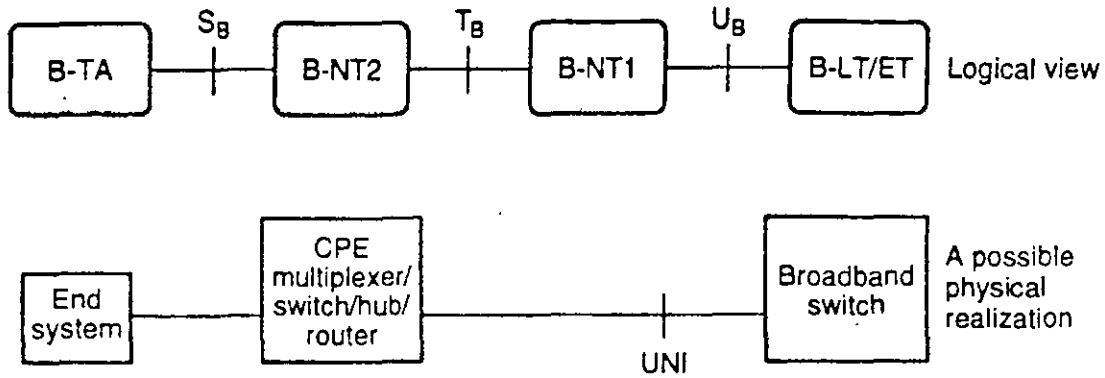 S_B T_B U_B
B-TA B-NT2 B-NT1 B-LT/ET Logical view
CPE
multiplexer/
switch/hub/
router
End
system
Broadband
switch
A possible
physical
realization
UNI